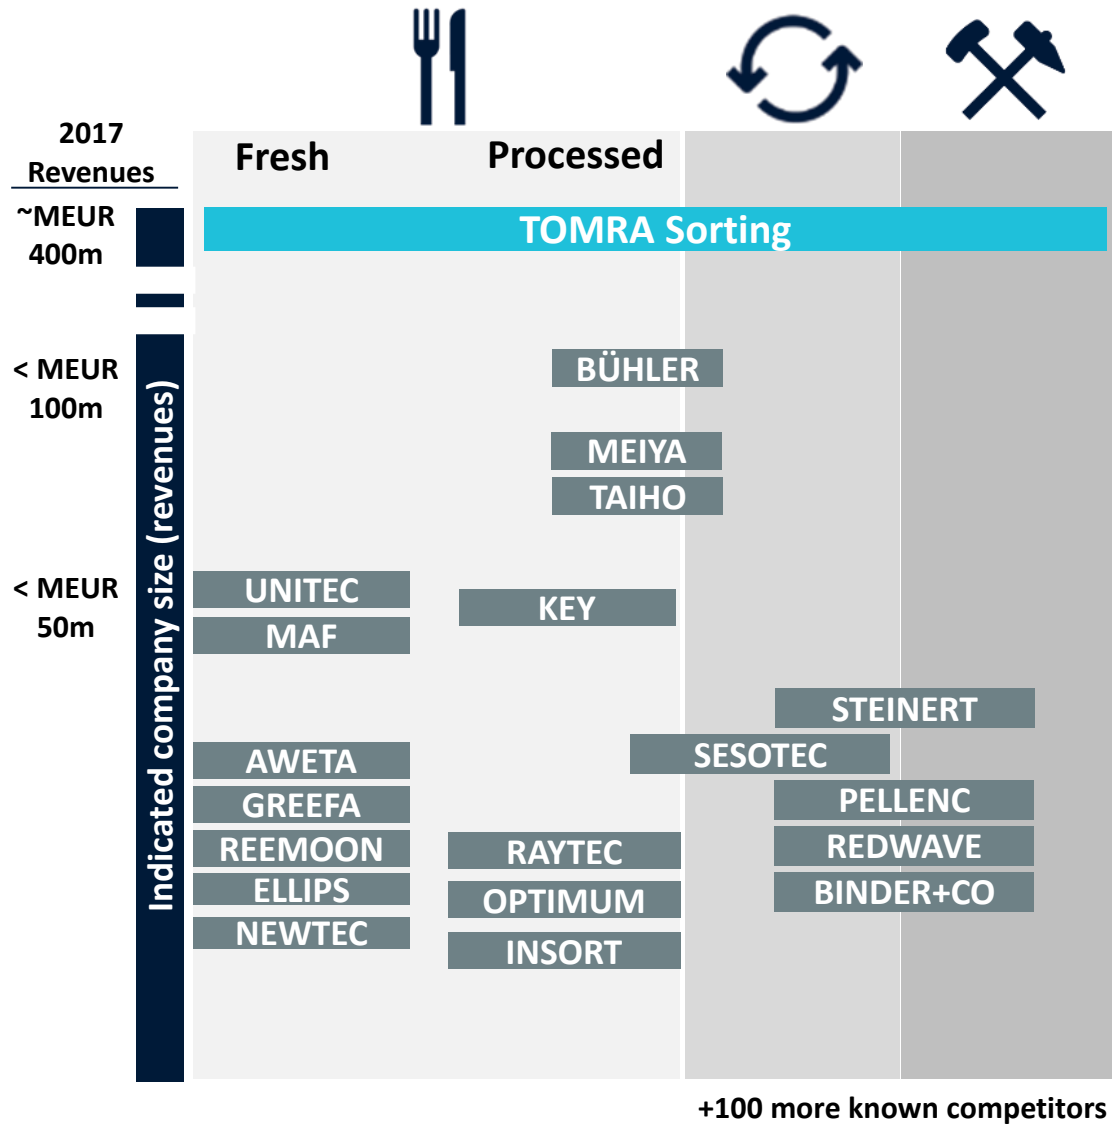 2017
Revenues
Fresh
Processed
~MEUR
400m
TOMRA Sorting
< MEUR
100m
BÜHLER
MEIYA
TAIHO
Indicated company size (revenues)
< MEUR
50m
UNITEC
KEY
MAF
STEINERT
SESOTEC
AWETA
PELLENC
GREEFA
REDWAVE
REEMOON
RAYTEC
BINDER+CO
ELLIPS
OPTIMUM
NEWTEC
INSORT
+100 more known competitors